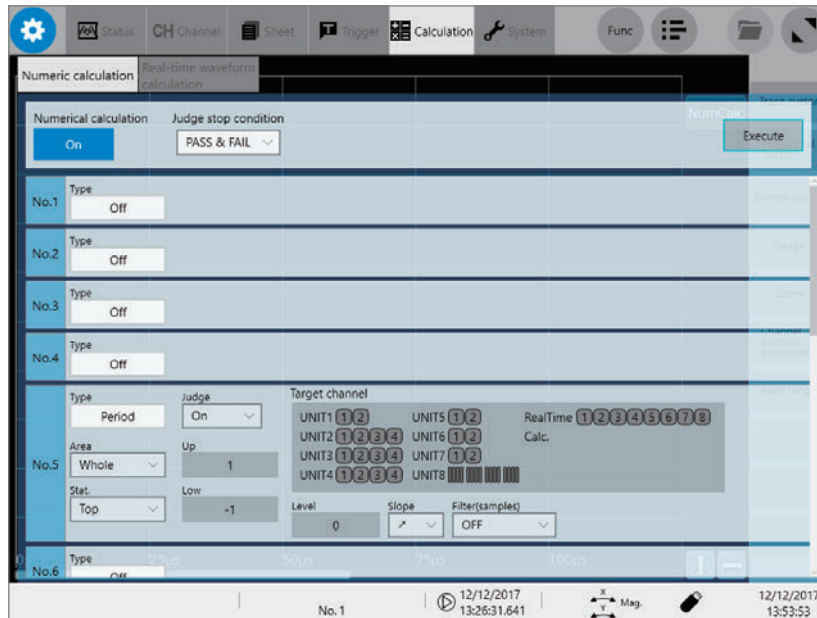 Status CH Channel Sheet Trigger Calculation System Func
Numeric calculation Real-time waveform
calculation
Numerical calculation Judge stop condition NumCalc
On PASS & FAIL Execute
No.1 Type
Off
No.2 Type
Off
No.3 Type
Off
No.4 Type
Off
Type Judge Target channel
Period On UNIT1 1 2 UNIT5 1 2 RealTime 1 2 3 4 5 6 7 8
UNIT2 1 2 3 4 UNIT6 1 2 Calc.
Area Up UNIT3 1 2 3 4 UNIT7 1 2
No.5 Whole 1 UNIT4 1 2 3 4 UNIT8
Stat. Low Level Slope Filter(samples)
Top -1 0 ↗ OFF
Type
No.6 Off
25μs 50μs 75μs 100μs
No. 1 12/12/2017
13:26:31.641 X
Y Mag. 12/12/2017
13:53:53